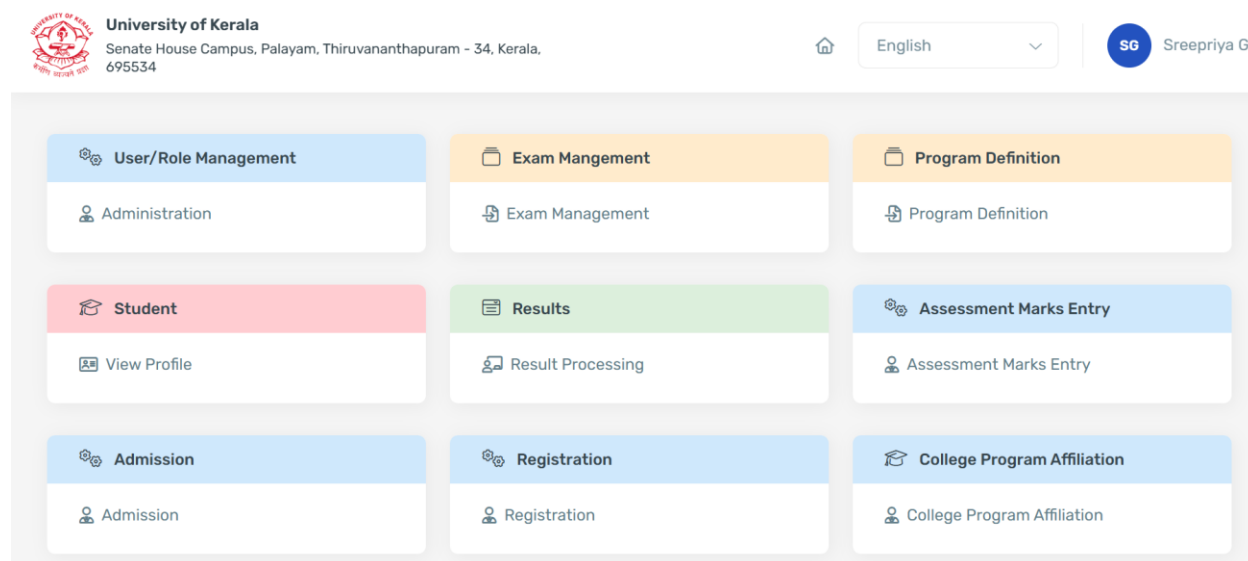 University of Kerala
Senate House Campus, Palayam, Thiruvananthapuram - 34, Kerala,
695534
English
SG
Sreepriya G
User/Role Management
Exam Mangement
Program Definition
Administration
Exam Management
Program Definition
Student
Results
Assessment Marks Entry
View Profile
Result Processing
Assessment Marks Entry
Admission
Registration
College Program Affiliation
Admission
Registration
College Program Affiliation